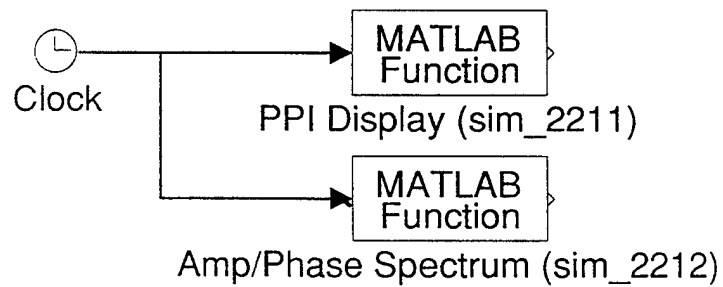 MATLAB
Function
Clock
PPI Display (sim_2211)
MATLAB
Function
Amp/Phase Spectrum (sim_2212)